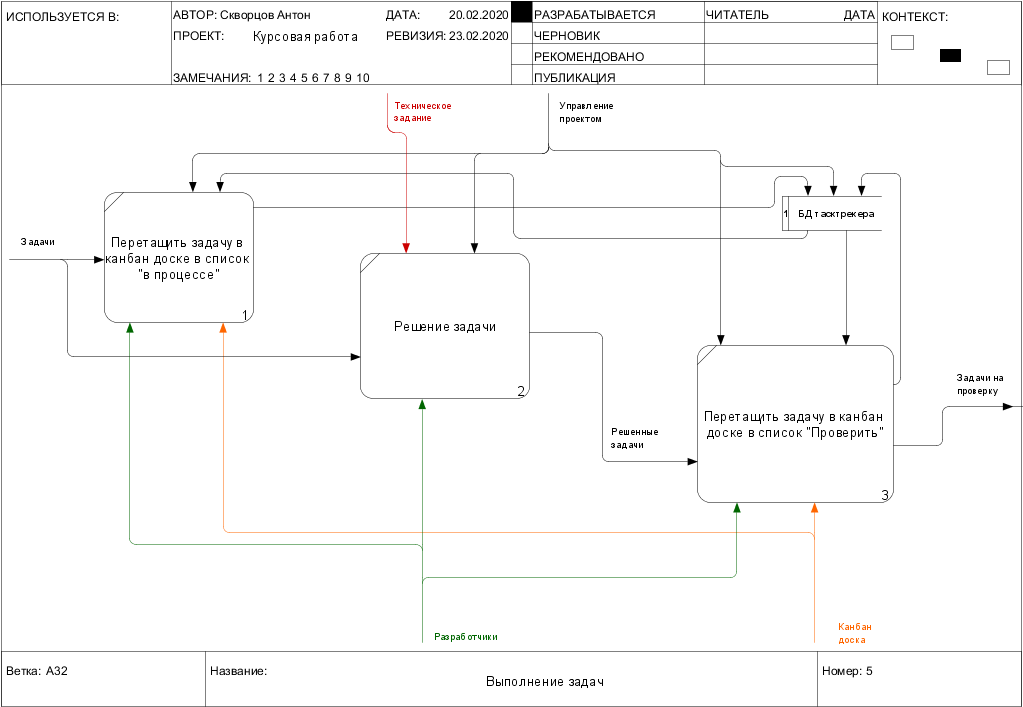 ИСПОЛЬЗУЕТСЯ В:
АВТОР: Скворцов Антон
ДАТА: 20.02.2020
ПРОЕКТ: Курсовая работа
РЕВИЗИЯ: 23.02.2020
ЗАМЕЧАНИЯ: 1 2 3 4 5 6 7 8 9 10
РАЗРАБАТЫВАЕТСЯ
ЧЕРНОВИК
РЕКОМЕНДОВАНО
ПУБЛИКАЦИЯ
ЧИТАТЕЛЬ ДАТА
КОНТЕКСТ:
Техническое
задание
Управление
проектом
Задачи
Перетащить задачу в
канбан доске в список
"в процессе"
1
1 БД тасктрекера
Решение задачи
2
Решенные
задачи
Перетащить задачу в канбан
доске в список "Проверить"
3
Задачи на
проверку
Разработчики
Канбан
доска
Ветка: A32
Название:
Выполнение задач
Номер: 5